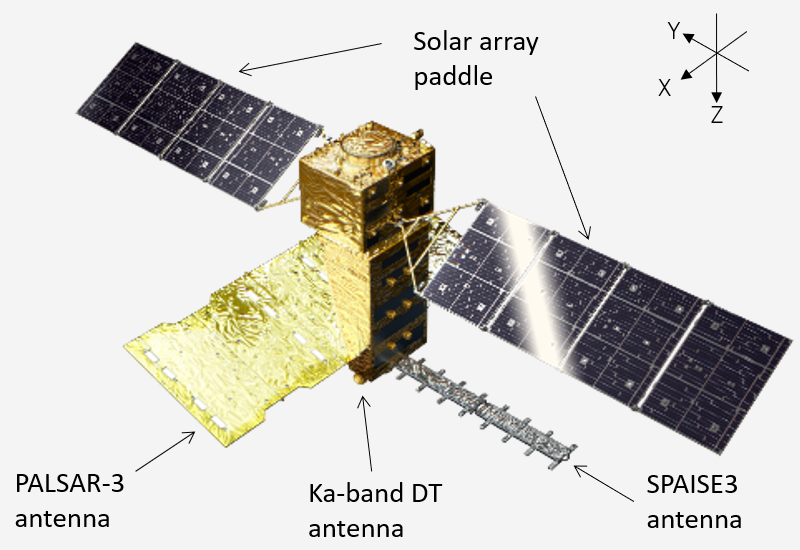 Solar array
paddle
Y
X
Z
PALSAR-3
antenna
Ka-band DT
antenna
SPAISE3
antenna